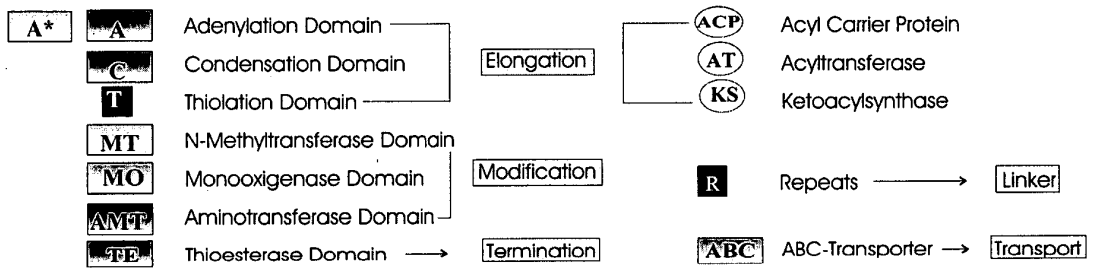 A* A Adenylation Domain
C Condensation Domain
T Thiolation Domain
Elongation
MT N-Methyltransferase Domain
MO Monooxigenase Domain
AMT Aminotransferase Domain
Modification
TE Thioesterase Domain → Termination
ACP Acyl Carrier Protein
AT Acyltransferase
KS Ketoacylsynthase
R Repeats → Linker
ABC ABC-Transporter → Transport